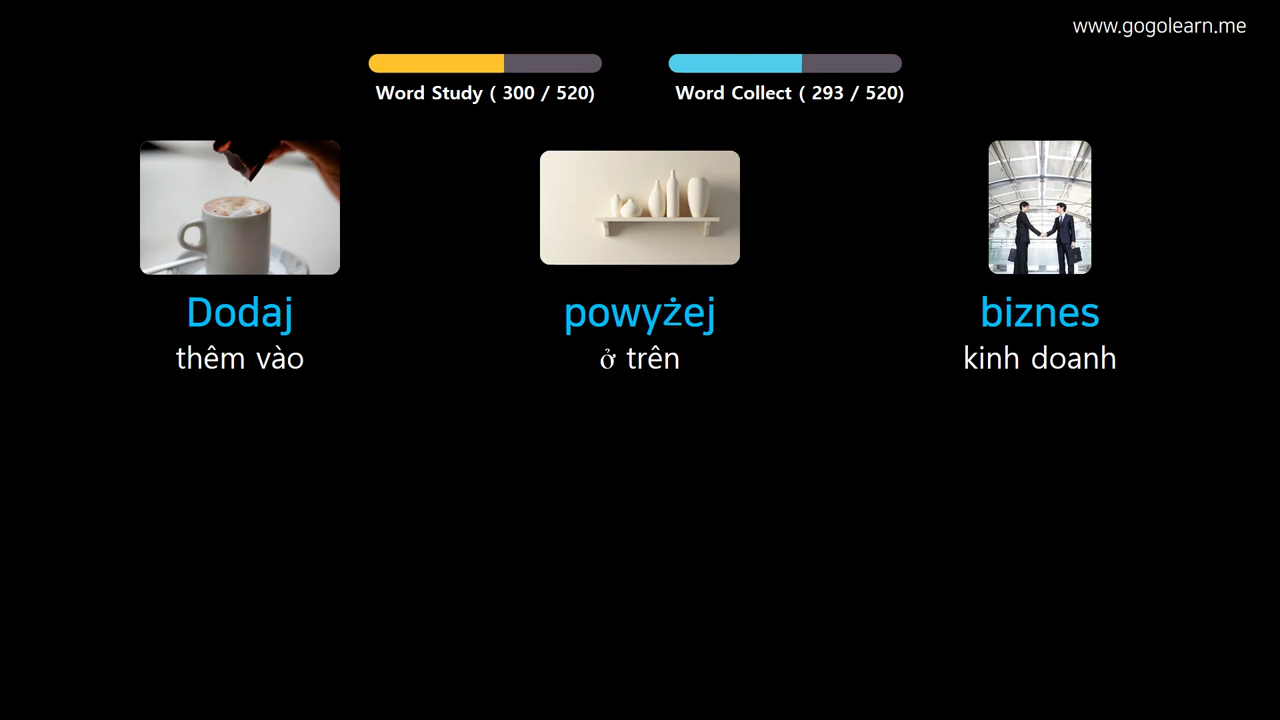 www.gogolearn.me
Word Study ( 300 / 520)
Word Collect ( 293 / 520)
Dodaj
thêm vào
powyżej
ở trên
biznes
kinh doanh